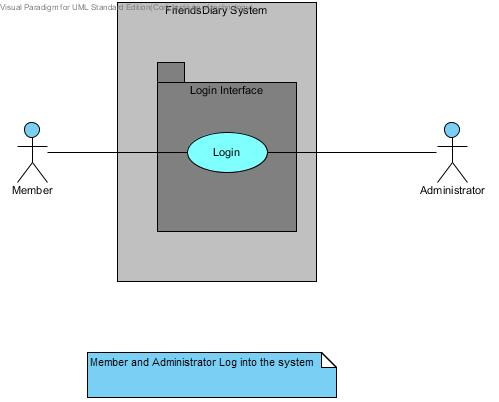 Visual Paradigm for UML Standard Edition(Co
FriendsDiary System
Login Interface
Login
Member
Administrator
Member and Administrator Log into the system